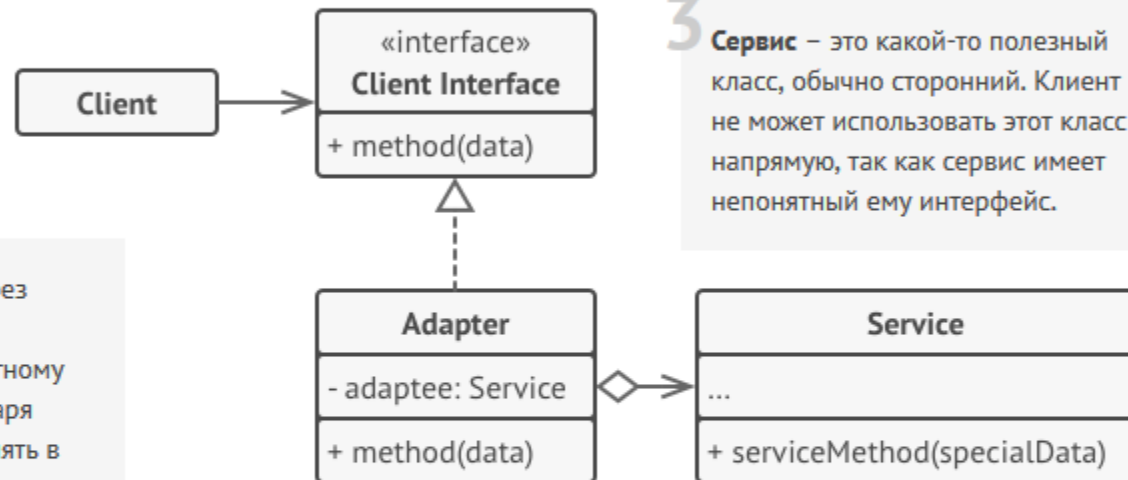 «interface»
Client Interface
+ method(data)
Client
3
Сервис – это какой-то полезный
класс, обычно сторонний. Клиент
не может использовать этот класс
напрямую, так как сервис имеет
непонятный ему интерфейс.
Adapter
- adaptee: Service
+ method(data)
Service
...
+ serviceMethod(specialData)